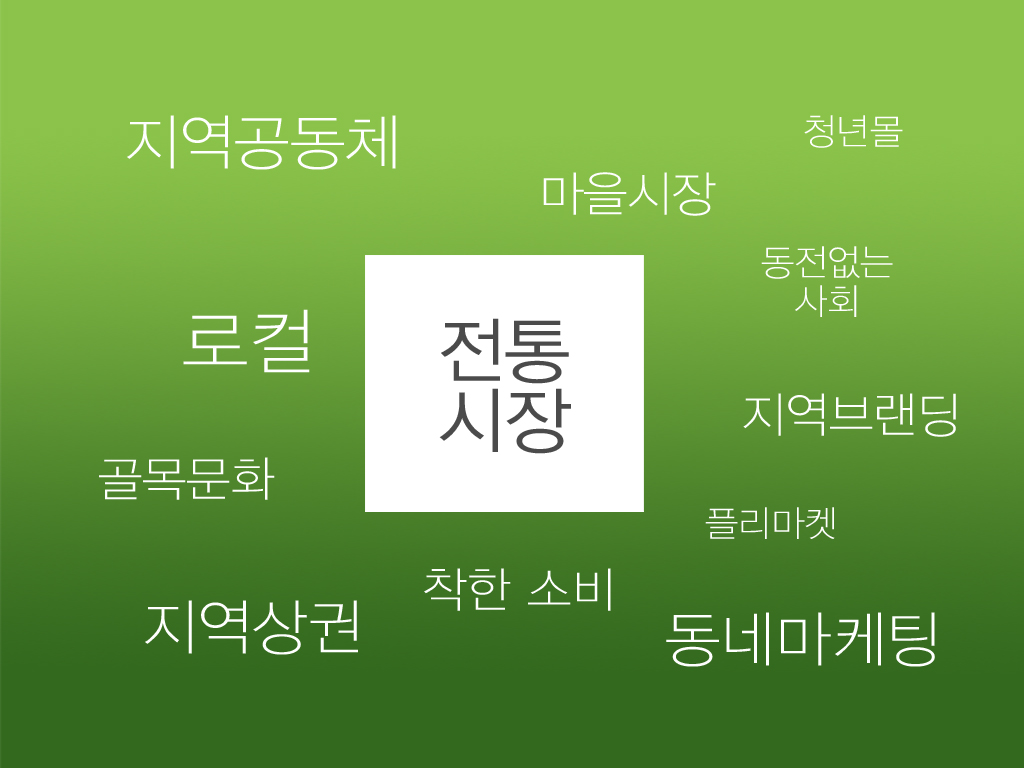 지역공동체
청년몰
마을시장
동전없는
사회
로컬
전통
시장
지역브랜딩
골목문화
플리마켓
착한 소비
지역상권
동네마케팅